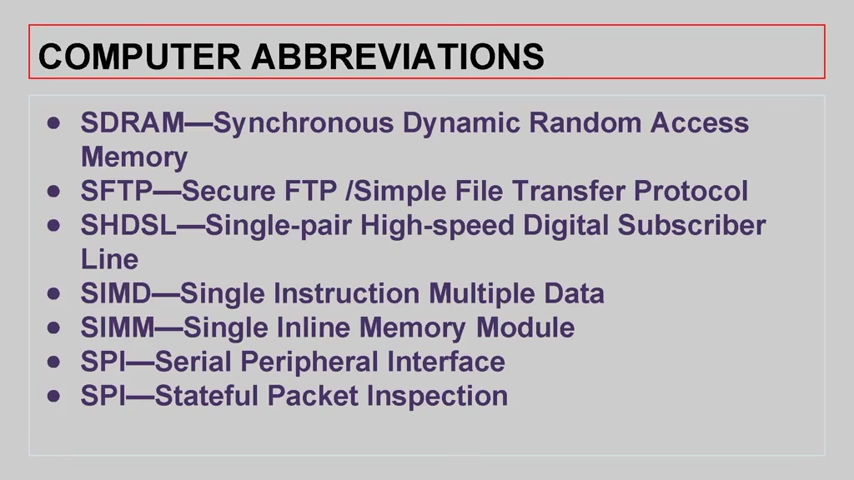 COMPUTER ABBREVIATIONS
● SDRAM—Synchronous Dynamic Random Access
Memory
● SFTP—Secure FTP /Simple File Transfer Protocol
● SHDSL—Single-pair High-speed Digital Subscriber
Line
● SIMD—Single Instruction Multiple Data
● SIMM—Single Inline Memory Module
● SPI—Serial Peripheral Interface
● SPI—Stateful Packet Inspection